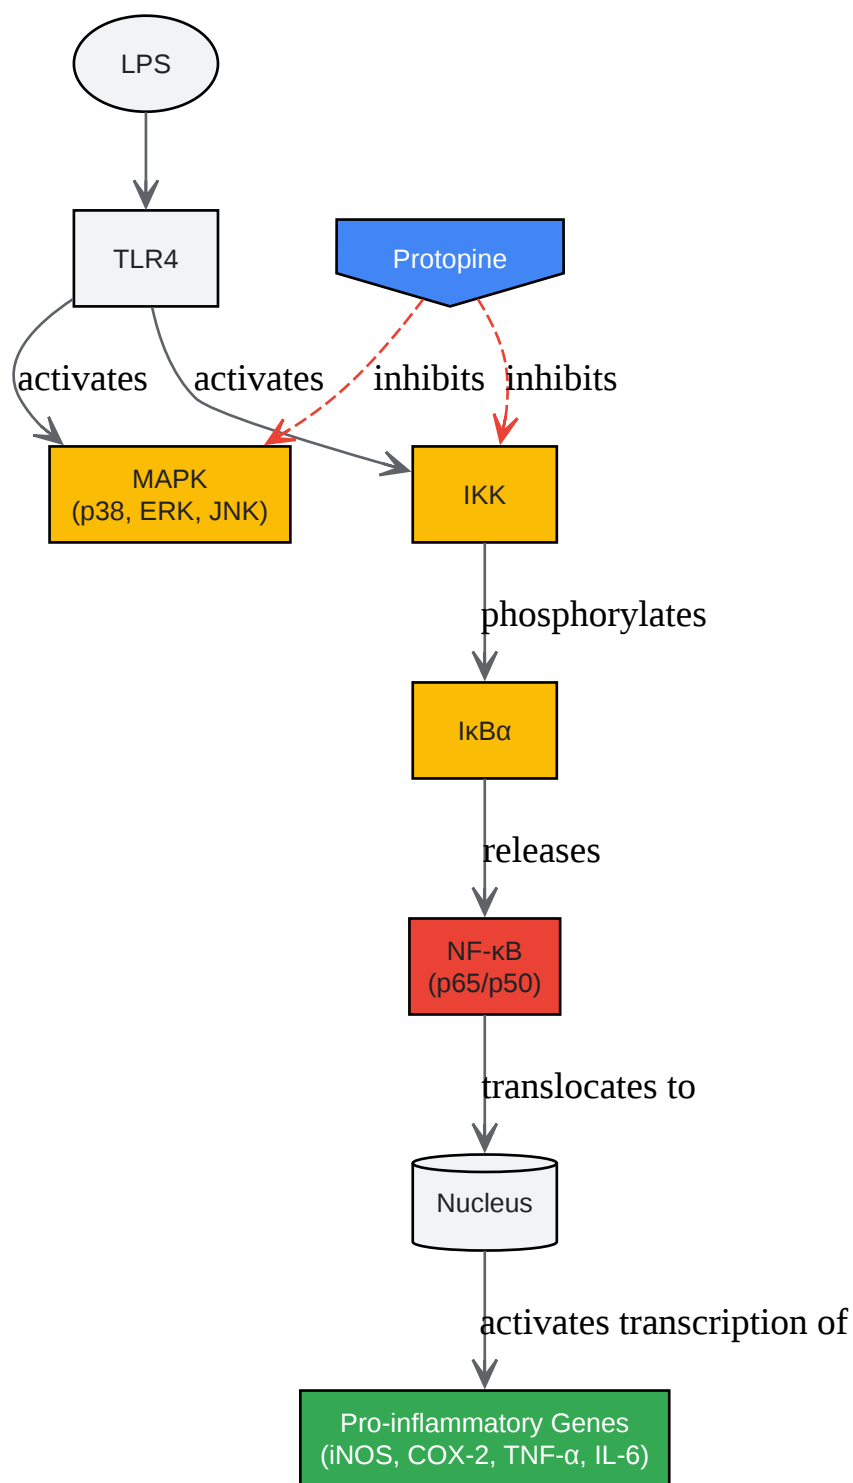 LPS
TLR4
Protopine
activates
activates
inhibits
inhibits
MAPK
(p38, ERK, JNK)
IKK
phosphorylates
IκBα
releases
NF-κB
(p65/p50)
translocates to
Nucleus
activates transcription of
Pro-inflammatory Genes
(iNOS, COX-2, TNF-α, IL-6)